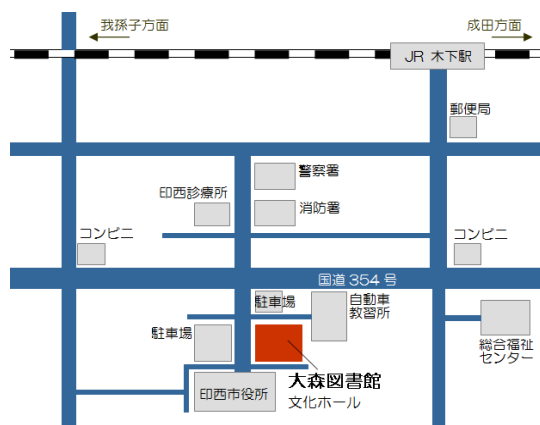 我孫子方面
成田方面
JR 木下駅
郵便局
警察署
印西診療所
消防署
コンビニ
コンビニ
国道 354 号
駐車場
自動車
教習所
駐車場
総合福祉
センター
大森図書館
印西市役所
文化ホール